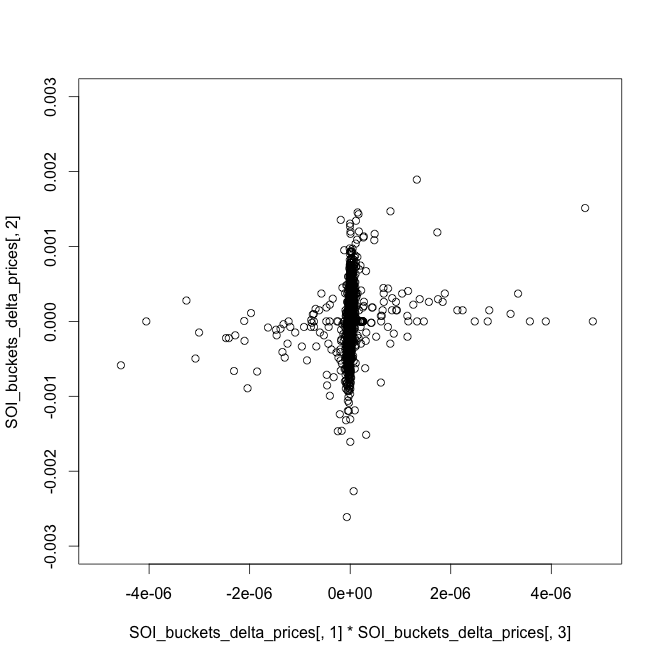 0.003
0.002
0.001
0.000
-0.001
-0.002
-0.003
SOI_buckets_delta_prices[, 2]
-4e-06 -2e-06 0e+00 2e-06 4e-06
SOI_buckets_delta_prices[, 1] * SOI_buckets_delta_prices[, 3]